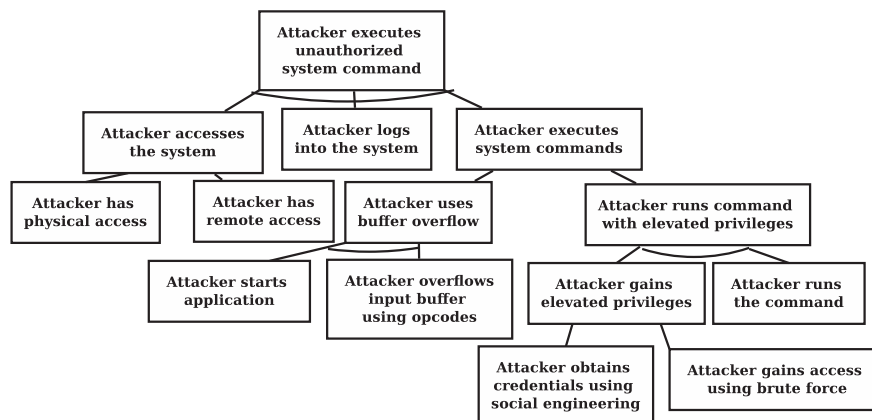 Attacker executes
unauthorized
system command
Attacker accesses
the system
Attacker logs
into the system
Attacker executes
system commands
Attacker has
physical access
Attacker has
remote access
Attacker uses
buffer overflow
Attacker runs command
with elevated privileges
Attacker starts
application
Attacker overflows
input buffer
using opcodes
Attacker gains
elevated privileges
Attacker runs
the command
Attacker obtains
credentials using
social engineering
Attacker gains access
using brute force